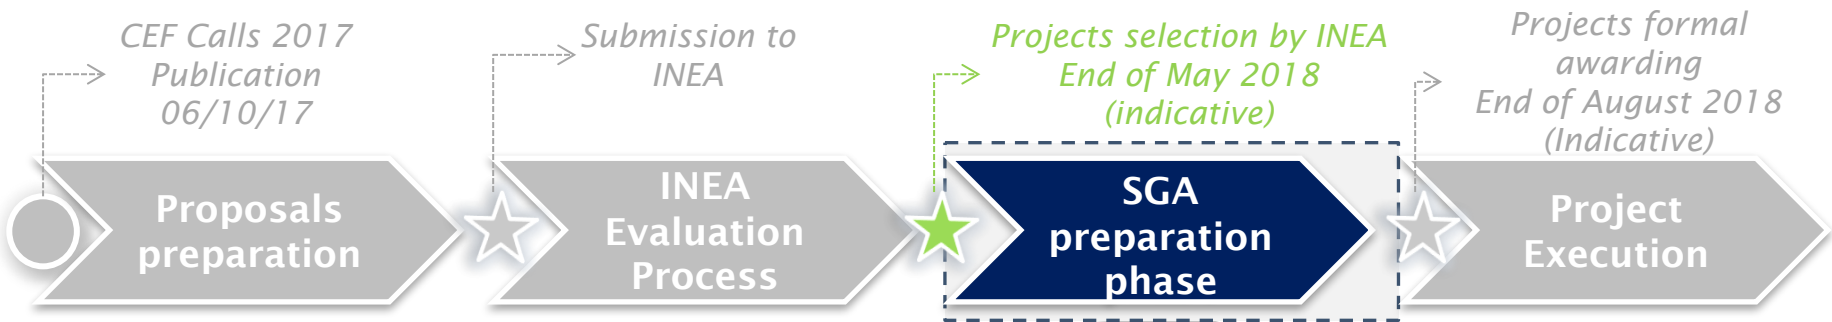 CEF Calls 2017
Publication
06/10/17
Submission to
INEA
Projects selection by INEA
End of May 2018
(indicative)
Projects formal
awarding
End of August 2018
(Indicative)
Proposals
preparation
INEA
Evaluation
Process
SGA
preparation
phase
Project
Execution